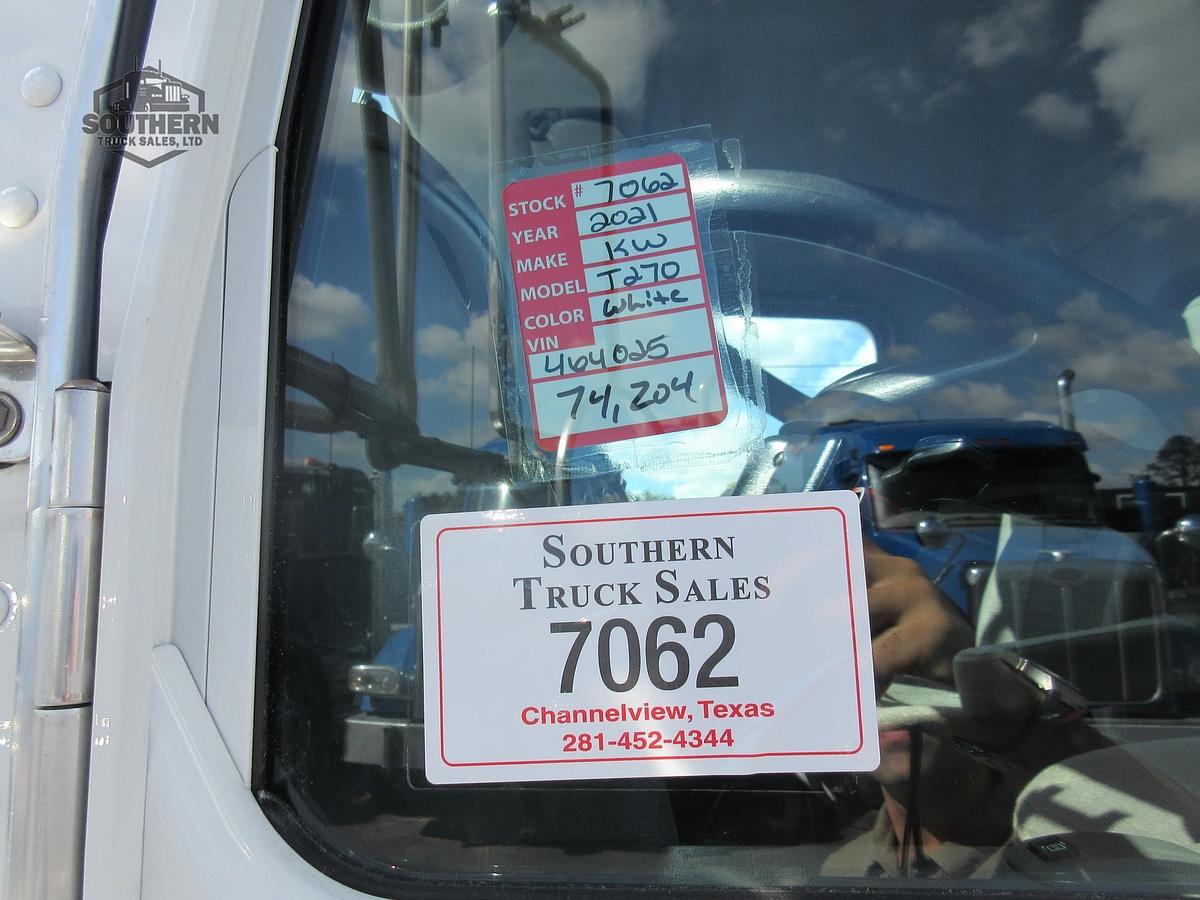 SOUTHERN
TRUCK SALES, LTD
STOCK # 7062
YEAR 2021
MAKE KW
MODEL T270
COLOR White
VIN
464025
74,204
SOUTHERN
TRUCK SALES
7062
Channelview, Texas
281-452-4344